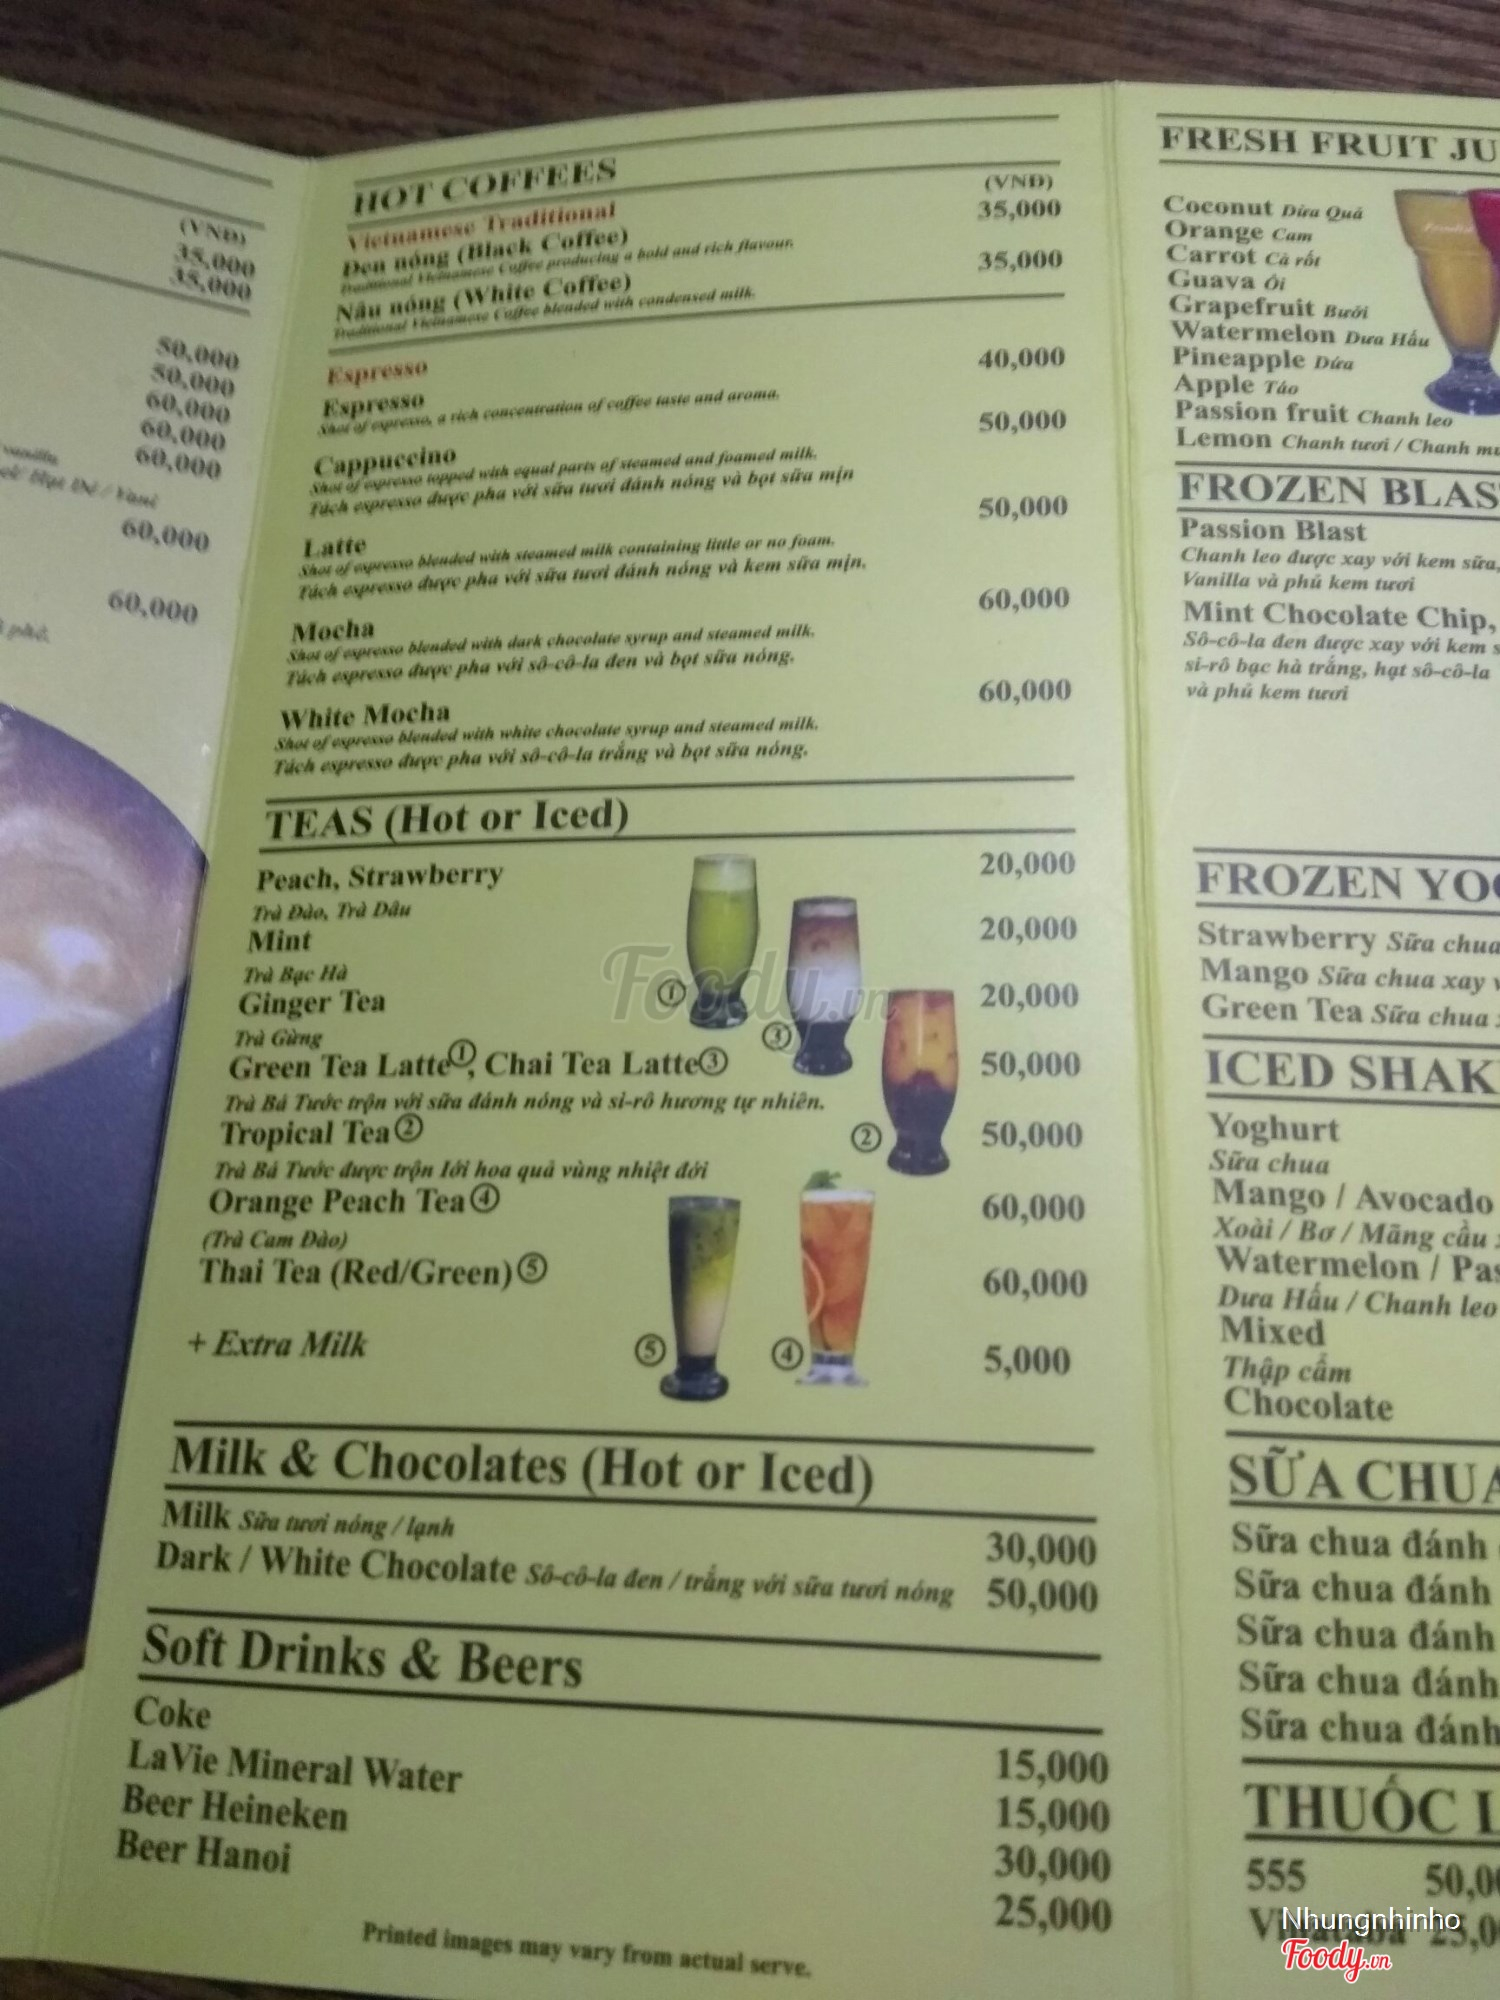 (VNĐ)
35,000
35,000
50,000
50,000
60,000
60,000
60,000
vanilla
60,000
60,000
HOT COFFEES
(VNĐ)
Vietnamese Traditional
35,000
Đen nóng (Black Coffee)
Traditional Vietnamese Coffee producing a bold and rich flavour.
35,000
Nâu nóng (White Coffee)
Traditional Vietnamese Coffee blended with condensed milk.
Espresso
40,000
Espresso
Shot of espresso, a rich concentration of coffee taste and aroma.
50,000
Cappuccino
Shot of espresso topped with equal parts of steamed and foamed milk.
Tách espresso được pha với sữa tươi đánh nóng và bọt sữa mịn
50,000
Latte
Shot of espresso blended with steamed milk containing little or no foam.
Tách espresso được pha với sữa tươi đánh nóng và kem sữa mịn.
60,000
Mocha
Shot of espresso blended with dark chocolate syrup and steamed milk.
Tách espresso được pha với sô-cô-la đen và bọt sữa nóng.
60,000
White Mocha
Shot of espresso blended with white chocolate syrup and steamed milk.
Tách espresso được pha với sô-cô-la trắng và bọt sữa nóng.
TEAS (Hot or Iced)
Peach, Strawberry 20,000
Trà Đào, Trà Dâu
Mint 20,000
Trà Bạc Hà
Ginger Tea 20,000
Trà Gừng
Green Tea Latte①, Chai Tea Latte③ 50,000
Trà Bá Tước trộn với sữa đánh nóng và si-rô hương tự nhiên.
Tropical Tea② 50,000
Trà Bá Tước được trộn lới hoa quả vùng nhiệt đới
Orange Peach Tea④ 60,000
(Trà Cam Đào)
Thai Tea (Red/Green)⑤ 60,000
+ Extra Milk 5,000
①
③
②
⑤
④
Foody.vn
Milk & Chocolates (Hot or Iced)
Milk Sữa tươi nóng / lạnh 30,000
Dark / White Chocolate Sô-cô-la đen / trắng với sữa tươi nóng 50,000
Soft Drinks & Beers
Coke 15,000
LaVie Mineral Water 15,000
Beer Heineken 30,000
Beer Hanoi 25,000
Printed images may vary from actual serve.
FRESH FRUIT JU
Coconut Dừa Quả
Orange Cam
Carrot Cà rốt
Guava Ổi
Grapefruit Bưởi
Watermelon Dưa Hấu
Pineapple Dứa
Apple Táo
Passion fruit Chanh leo
Lemon Chanh tươi / Chanh mu
FROZEN BLAS
Passion Blast
Chanh leo được xay với kem sữa,
Vanilla và phủ kem tươi
Mint Chocolate Chip,
Sô-cô-la đen được xay với kem s
si-rô bạc hà trắng, hạt sô-cô-la
và phủ kem tươi
FROZEN YO
Strawberry Sữa chua
Mango Sữa chua xay v
Green Tea Sữa chua
ICED SHAK
Yoghurt
Sữa chua
Mango / Avocado
Xoài / Bơ / Mãng cầu
Watermelon / Pas
Dưa Hấu / Chanh leo
Mixed
Thập cẩm
Chocolate
SỮA CHUA
Sữa chua đánh
Sữa chua đánh
Sữa chua đánh
Sữa chua đánh
Sữa chua đánh
THUỐC L
555 50,00
Vinataba 25,0
Nhungnhinho
Foody.vn